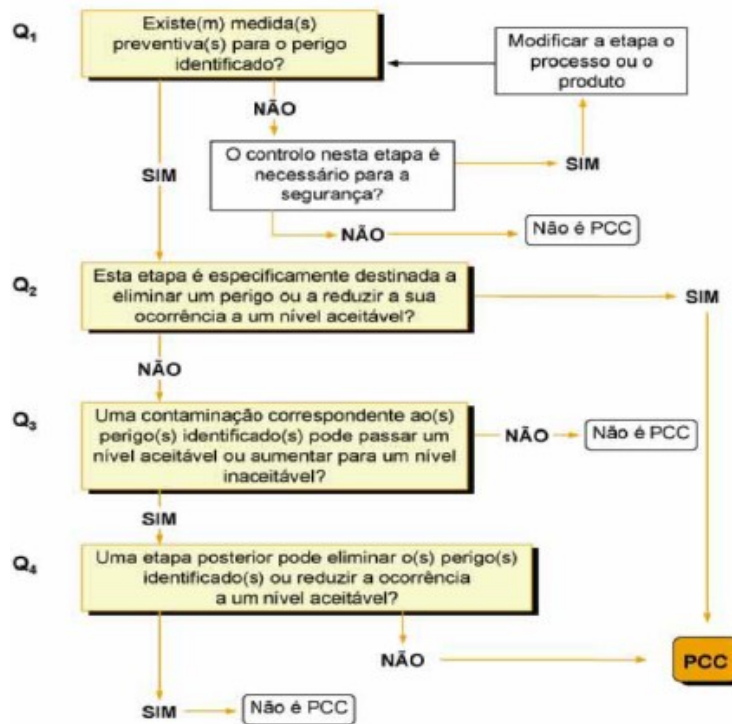 Q1
Existe(m) medida(s)
preventiva(s) para o perigo
identificado?
Modificar a etapa o
processo ou o
produto
NÃO
SIM
O controlo nesta etapa é
necessário para a
segurança?
SIM
NÃO
Não é PCC
Q2
Esta etapa é especificamente destinada a
eliminar um perigo ou a reduzir a sua
ocorrência a um nível aceitável?
SIM
NÃO
Q3
Uma contaminação correspondente ao(s)
perigo(s) identificado(s) pode passar um
nível aceitável ou aumentar para um nível
inaceitável?
NÃO
Não é PCC
SIM
Q4
Uma etapa posterior pode eliminar o(s) perigo(s)
identificado(s) ou reduzir a ocorrência
a um nível aceitável?
NÃO
PCC
SIM
Não é PCC